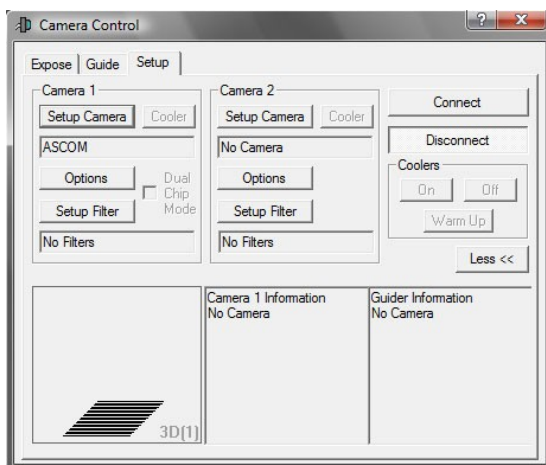 Camera Control
? X
Expose Guide Setup
Camera 1
Setup Camera Cooler
ASCOM
Options
Dual Chip Mode
Setup Filter
No Filters
Camera 2
Setup Camera Cooler
No Camera
Options
Setup Filter
No Filters
Connect
Disconnect
Coolers
On Off
Warm Up
Less <<
3D(1)
Camera 1 Information
No Camera
Guider Information
No Camera